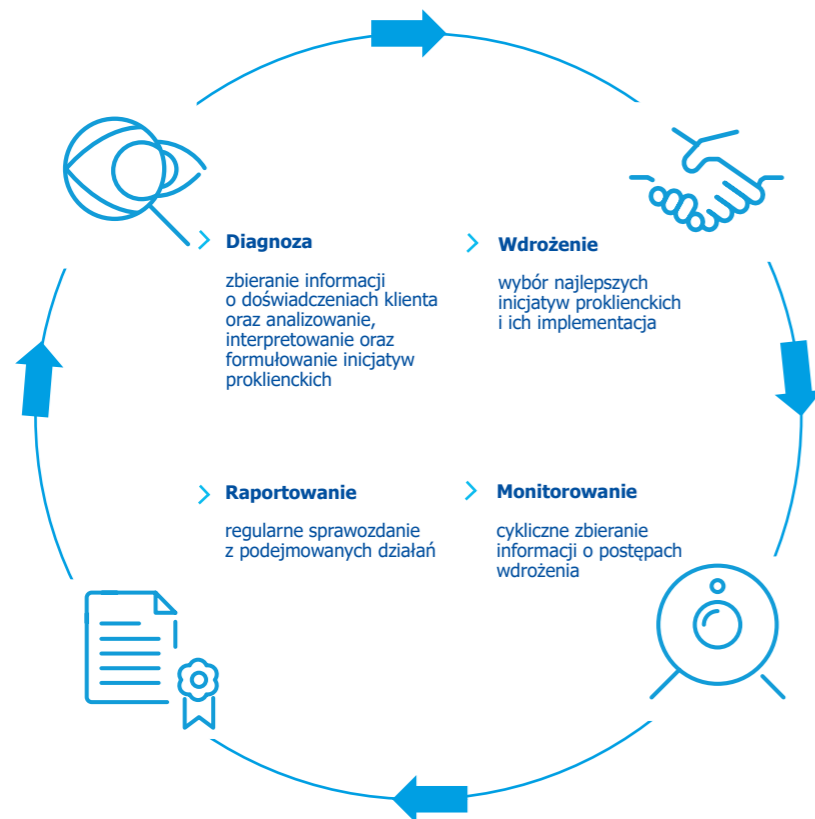 Diagnoza
zbieranie informacji
o doświadczeniach klienta
oraz analizowanie,
interpretowanie oraz
formułowanie inicjatyw
proklienckich
Wdrożenie
wybór najlepszych
inicjatyw proklienckich
i ich implementacja
Raportowanie
regularne sprawozdanie
z podejmowanych działań
Monitorowanie
cykliczne zbieranie
informacji o postępach
wdrożenia